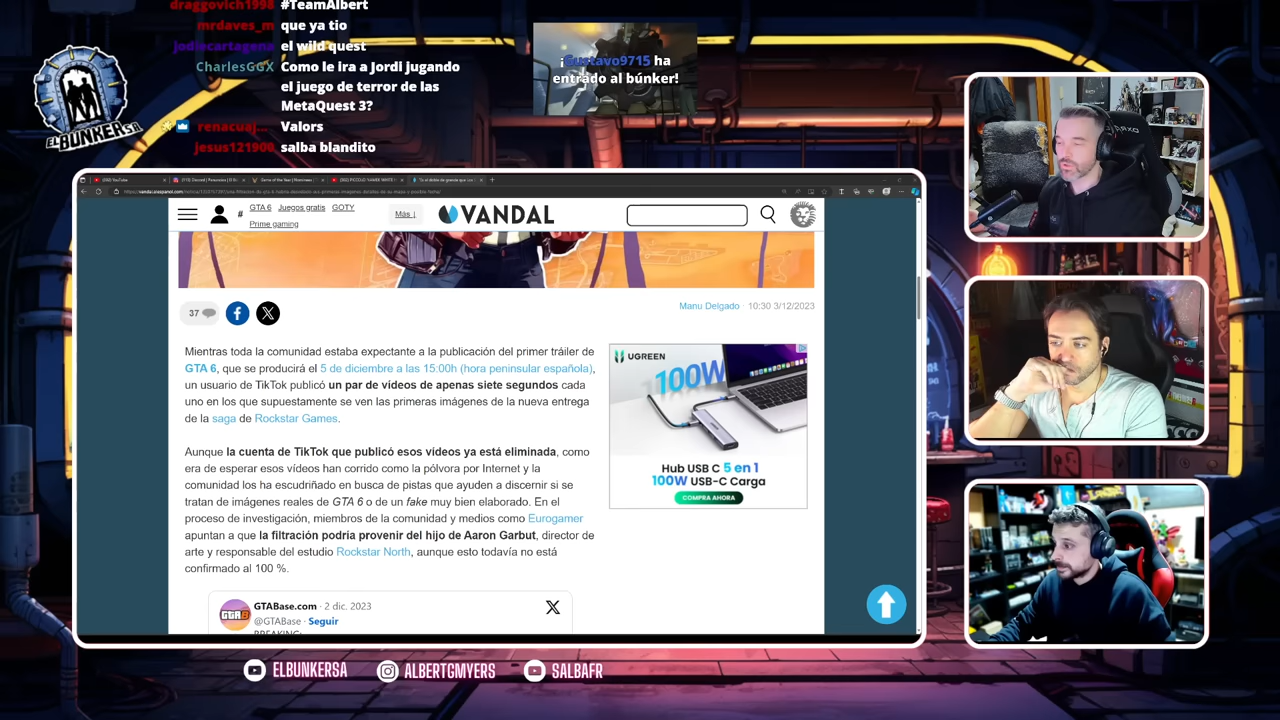 draggovich1998 #TeamAlbert
mrdaves_m que ya tio
jodiecartagena el wild quest
CharlesGGX Como le ira a Jordi jugando
el juego de terror de las
MetaQuest 3?
renacuaj... Valors
jesus121900 salba blandito
ELBUNKERSA
¡Gustavo9715 ha
entrado al búnker!
# GTA 6 Juegos gratis GOTY
Prime gaming
Más ↓
VANDAL
37
Manu Delgado · 10:30 3/12/2023
Mientras toda la comunidad estaba expectante a la publicación del primer tráiler de
GTA 6, que se producirá el 5 de diciembre a las 15:00h (hora peninsular española),
un usuario de TikTok publicó un par de vídeos de apenas siete segundos cada
uno en los que supuestamente se ven las primeras imágenes de la nueva entrega
de la saga de Rockstar Games.
Aunque la cuenta de TikTok que publicó esos vídeos ya está eliminada, como
era de esperar esos vídeos han corrido como la pólvora por Internet y la
comunidad los ha escudriñado en busca de pistas que ayuden a discernir si se
tratan de imágenes reales de GTA 6 o de un fake muy bien elaborado. En el
proceso de investigación, miembros de la comunidad y medios como Eurogamer
apuntan a que la filtración podría provenir del hijo de Aaron Garbut, director de
arte y responsable del estudio Rockstar North, aunque esto todavía no está
confirmado al 100 %.
UGREEN
100W
Hub USB C 5 en 1
100W USB-C Carga
COMPRA AHORA
GTABase.com · 2 dic. 2023
@GTABase · Seguir
BREAKING:
ELBUNKERSA
ALBERTGMYERS
SALBAFR